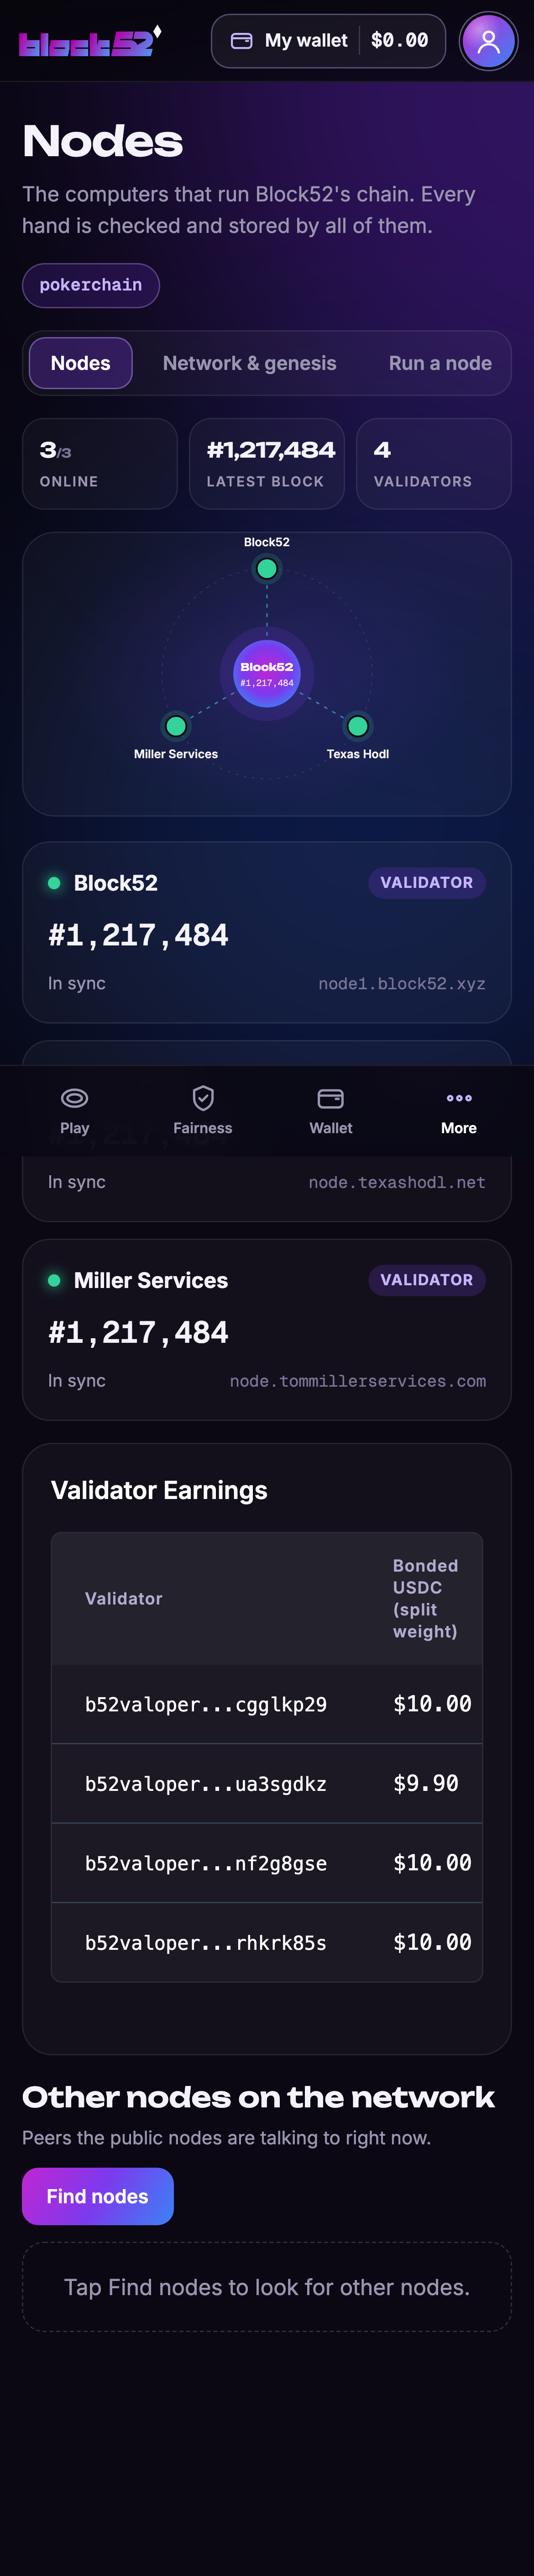 block52
My wallet
$0.00
Nodes
The computers that run Block52's chain. Every
hand is checked and stored by all of them.
pokerchain
Nodes
Network & genesis
Run a node
3/3
ONLINE
#1,217,484
LATEST BLOCK
4
VALIDATORS
Block52
Block52
#1,217,484
Miller Services
Texas Hodl
Block52
VALIDATOR
#1,217,484
In sync
node1.block52.xyz
Play
Fairness
Wallet
More
In sync
node.texashodl.net
Miller Services
VALIDATOR
#1,217,484
In sync
node.tommillerservices.com
Validator Earnings
Validator
Bonded
USDC
(split
weight)
b52valoper...cgglkp29
$10.00
b52valoper...ua3sgdkz
$9.90
b52valoper...nf2g8gse
$10.00
b52valoper...rhkrk85s
$10.00
Other nodes on the network
Peers the public nodes are talking to right now.
Find nodes
Tap Find nodes to look for other nodes.